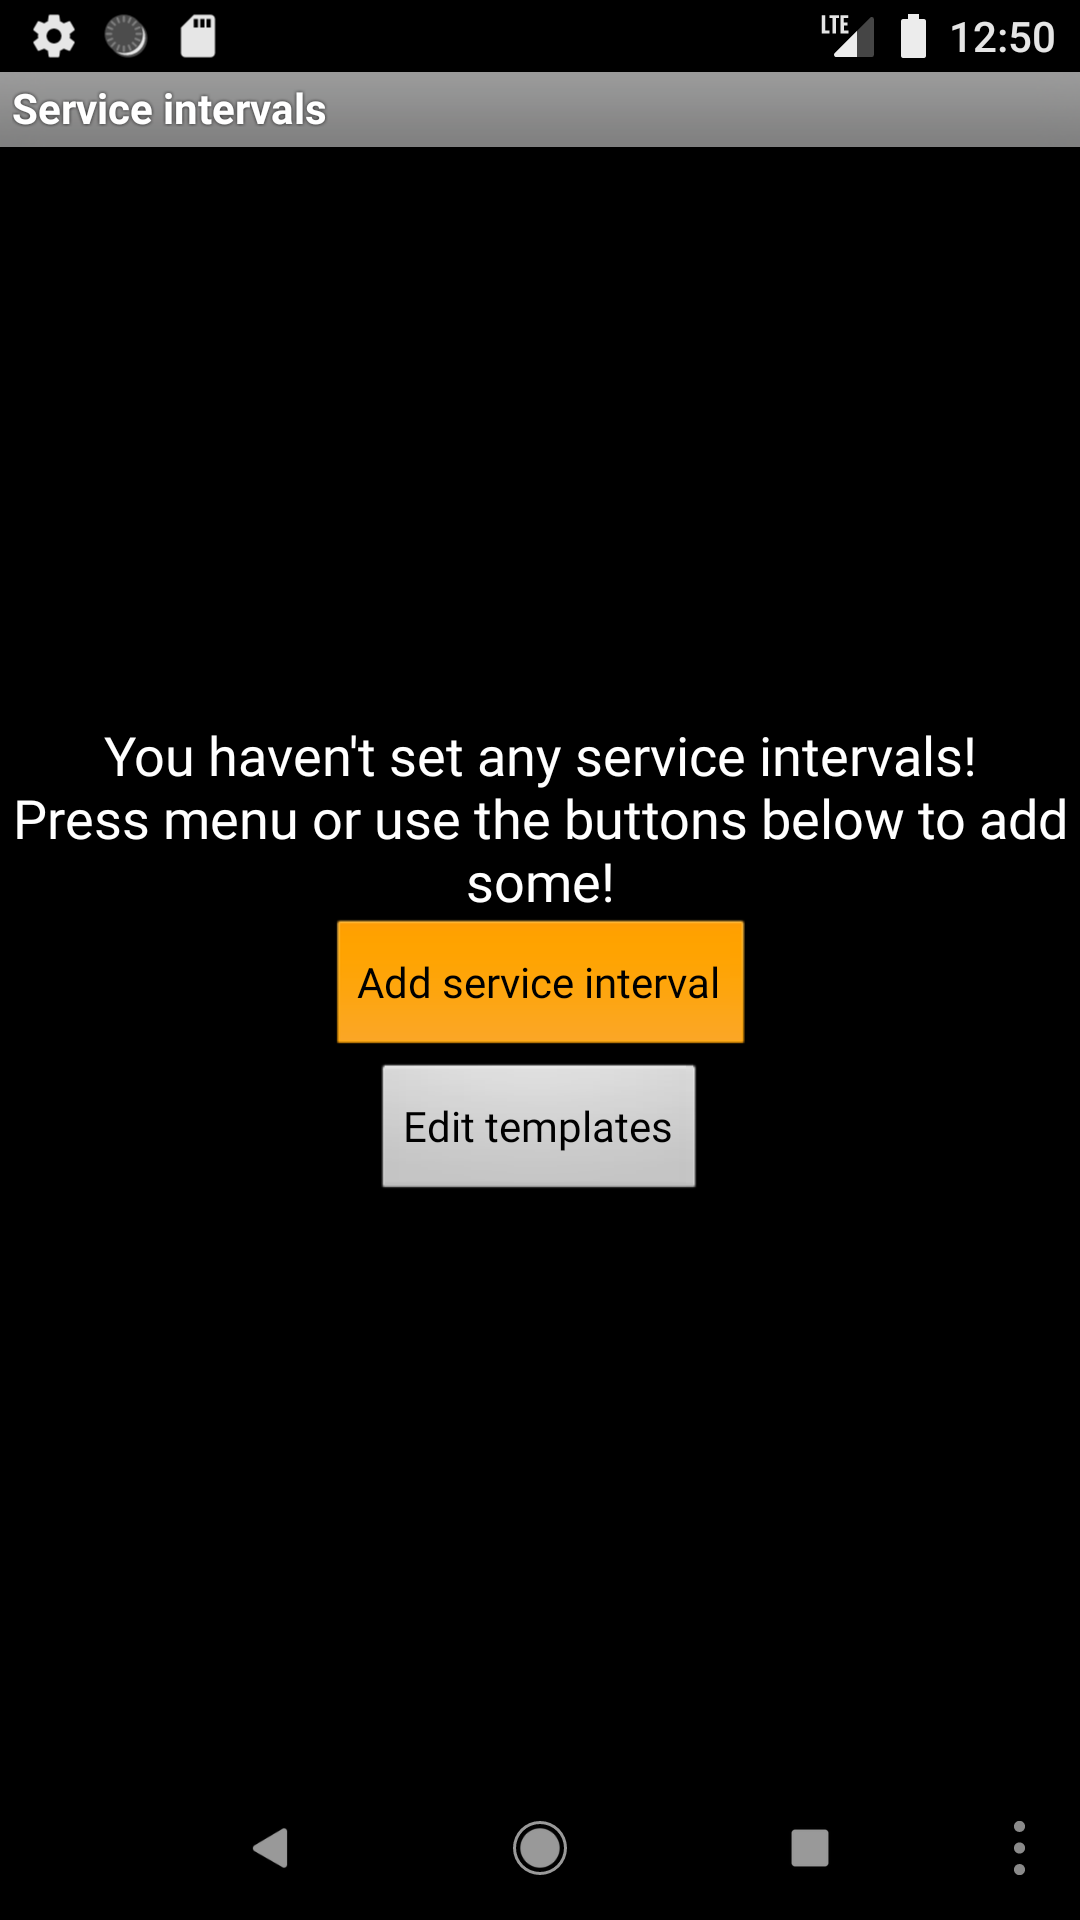 LTE 12:50
Service intervals
You haven't set any service intervals!
Press menu or use the buttons below to add
some!
Add service interval
Edit templates